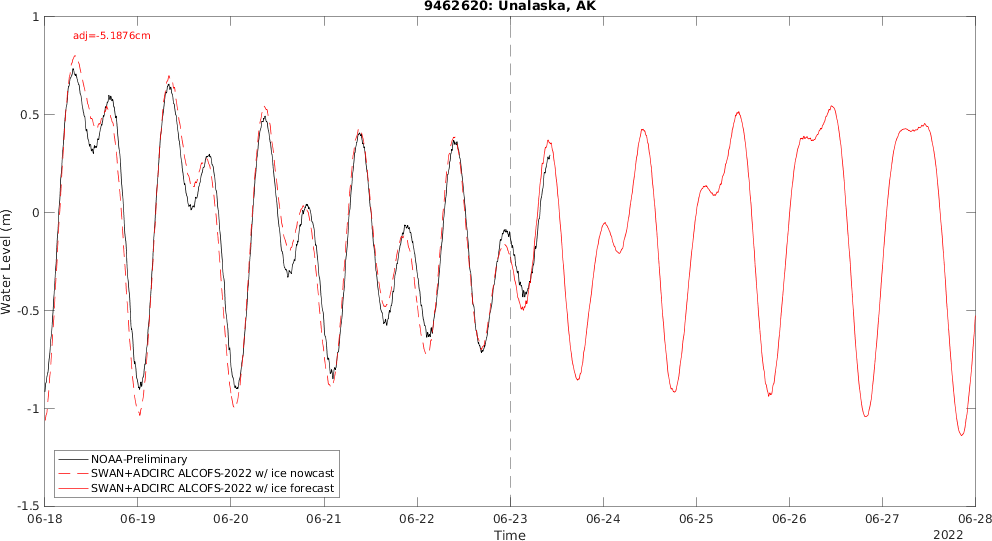 9462620: Unalaska, AK
adj=-5.1876cm
1
0.5
0
-0.5
-1
-1.5
Water Level (m)
NOAA-Preliminary
SWAN+ADCIRC ALCOFS-2022 w/ ice nowcast
SWAN+ADCIRC ALCOFS-2022 w/ ice forecast
06-18 06-19 06-20 06-21 06-22 06-23 06-24 06-25 06-26 06-27 06-28
Time
2022